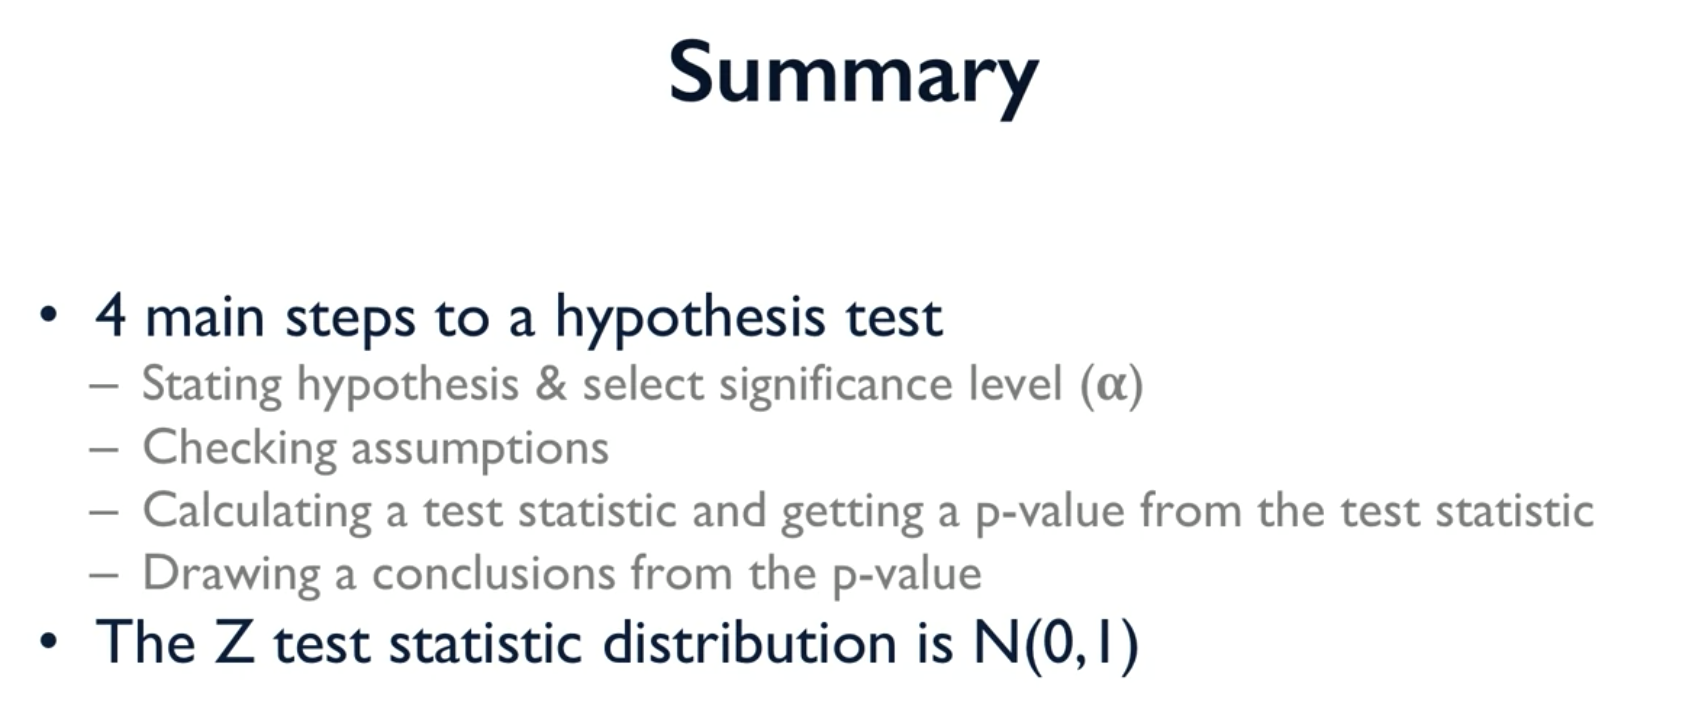 Summary
• 4 main steps to a hypothesis test
– Stating hypothesis & select significance level (α)
– Checking assumptions
– Calculating a test statistic and getting a p-value from the test statistic
– Drawing a conclusions from the p-value
• The Z test statistic distribution is N(0,1)